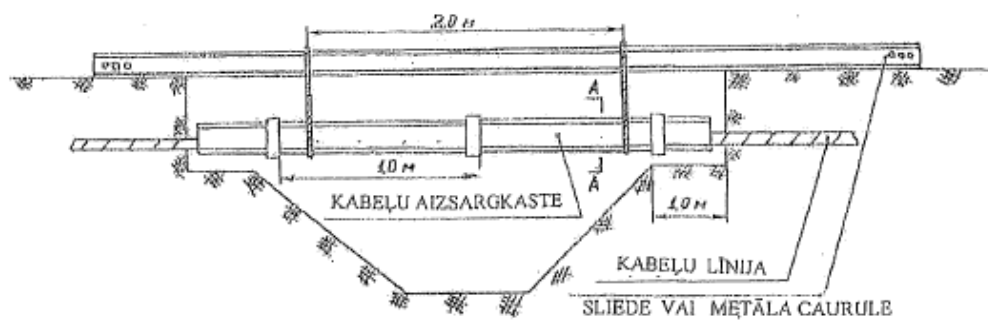 2,0 м
A
A
1,0 м
KABEĻU AIZSARGKASTE
1,0 м
KABEĻU LĪNIJA
SLIEDE VAI METĀLA CAURULE